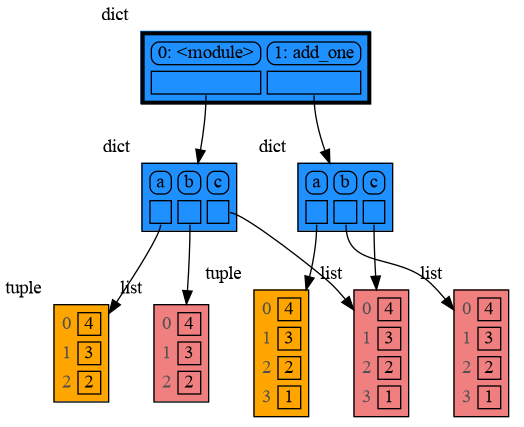 dict
0: <module> 1: add_one
dict dict
a b c a b c
tuple list tuple list list
0 4 0 4 0 4 0 4 0 4
1 3 1 3 1 3 1 3 1 3
2 2 2 2 2 2 2 2 2 2
3 1 3 1 3 1